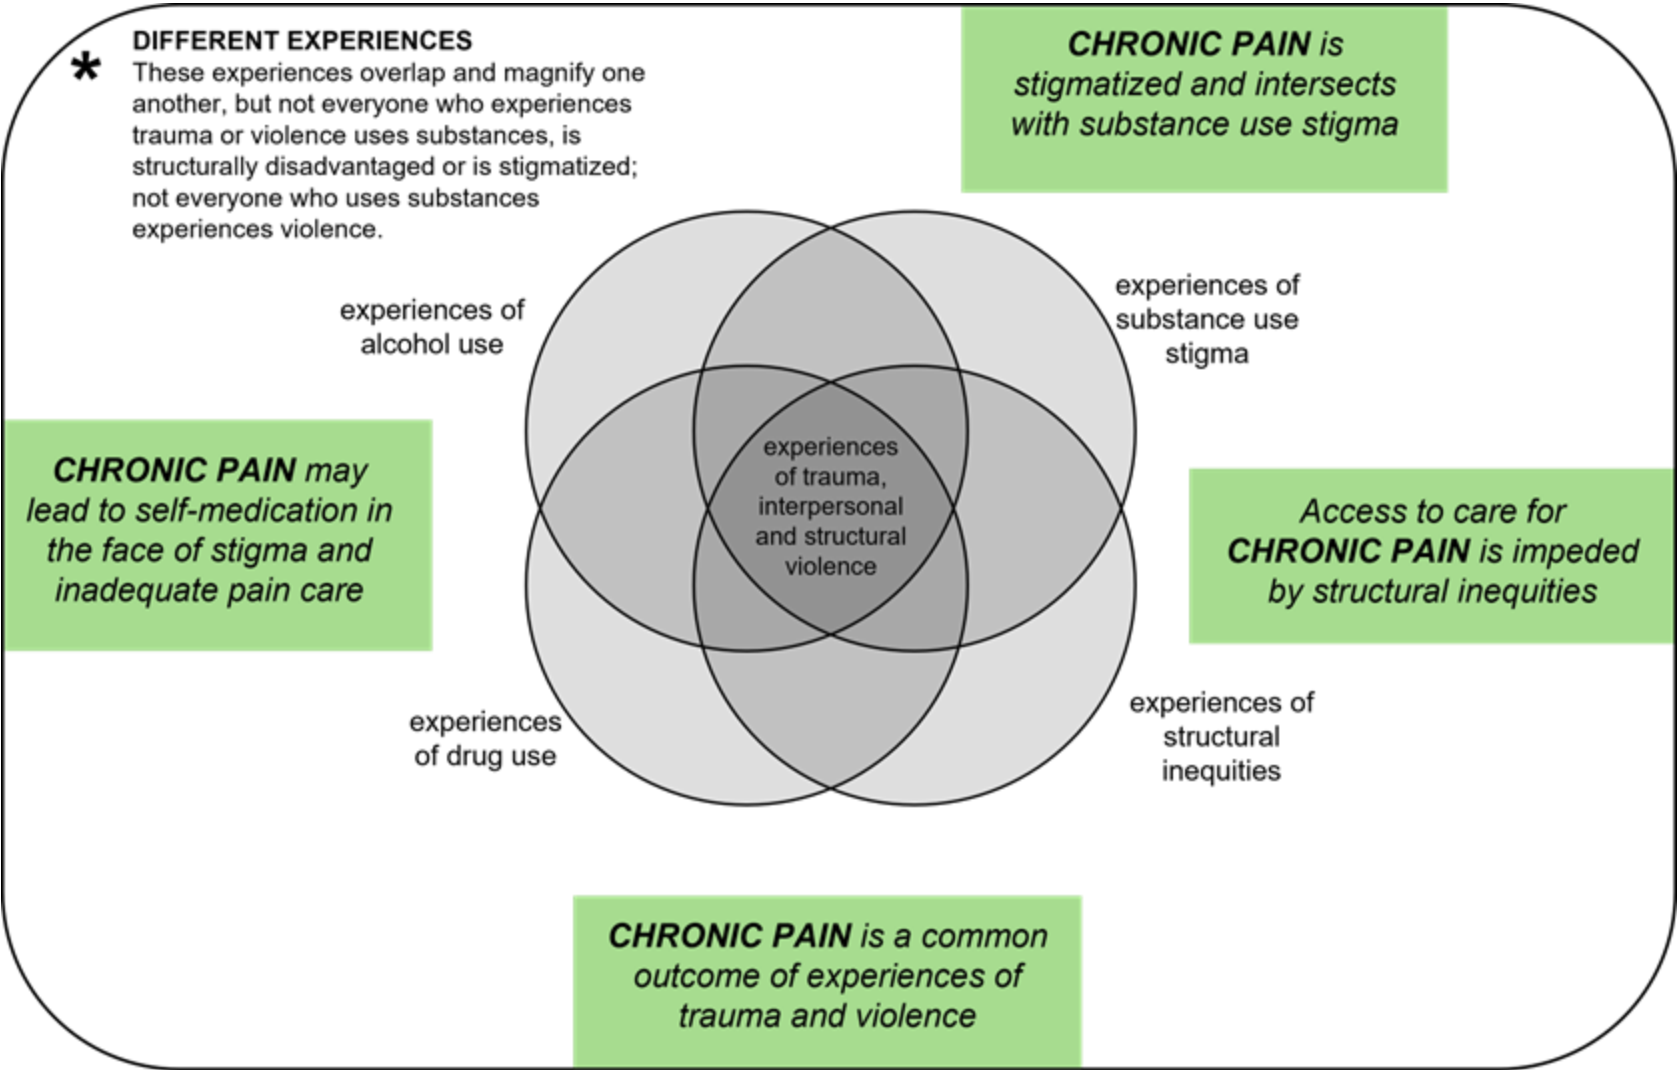 *
DIFFERENT EXPERIENCES
These experiences overlap and magnify one
another, but not everyone who experiences
trauma or violence uses substances, is
structurally disadvantaged or is stigmatized;
not everyone who uses substances
experiences violence.
CHRONIC PAIN is
stigmatized and intersects
with substance use stigma
experiences of
alcohol use
experiences of
substance use
stigma
CHRONIC PAIN may
lead to self-medication in
the face of stigma and
inadequate pain care
experiences
of trauma,
interpersonal
and structural
violence
Access to care for
CHRONIC PAIN is impeded
by structural inequities
experiences
of drug use
experiences of
structural
inequities
CHRONIC PAIN is a common
outcome of experiences of
trauma and violence